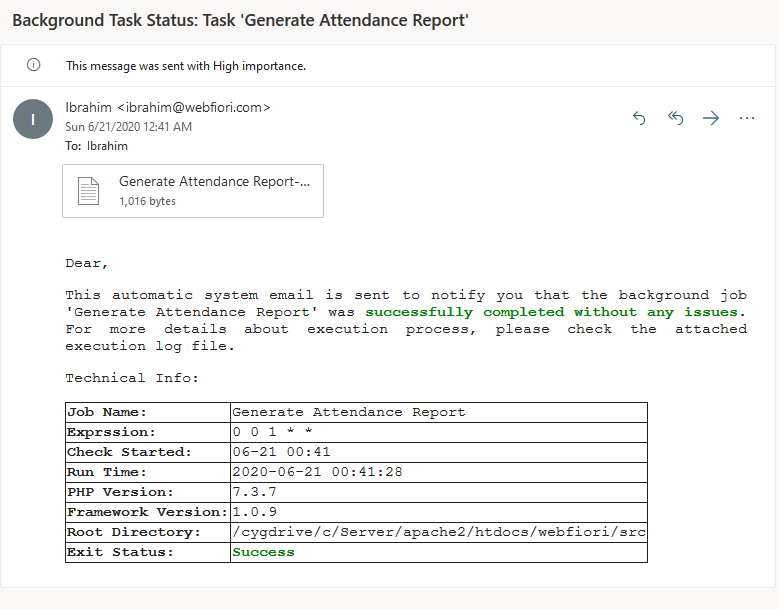 Background Task Status: Task 'Generate Attendance Report'
This message was sent with High importance.
I
Ibrahim <ibrahim@webfiori.com>
Sun 6/21/2020 12:41 AM
To: Ibrahim
Generate Attendance Report-...
1,016 bytes
Dear,
This automatic system email is sent to notify you that the background job
'Generate Attendance Report' was successfully completed without any issues.
For more details about execution process, please check the attached
execution log file.
Technical Info:
Job Name: Generate Attendance Report
Exprssion: 0 0 1 * *
Check Started: 06-21 00:41
Run Time: 2020-06-21 00:41:28
PHP Version: 7.3.7
Framework Version: 1.0.9
Root Directory: /cygdrive/c/Server/apache2/htdocs/webfiori/src
Exit Status: Success